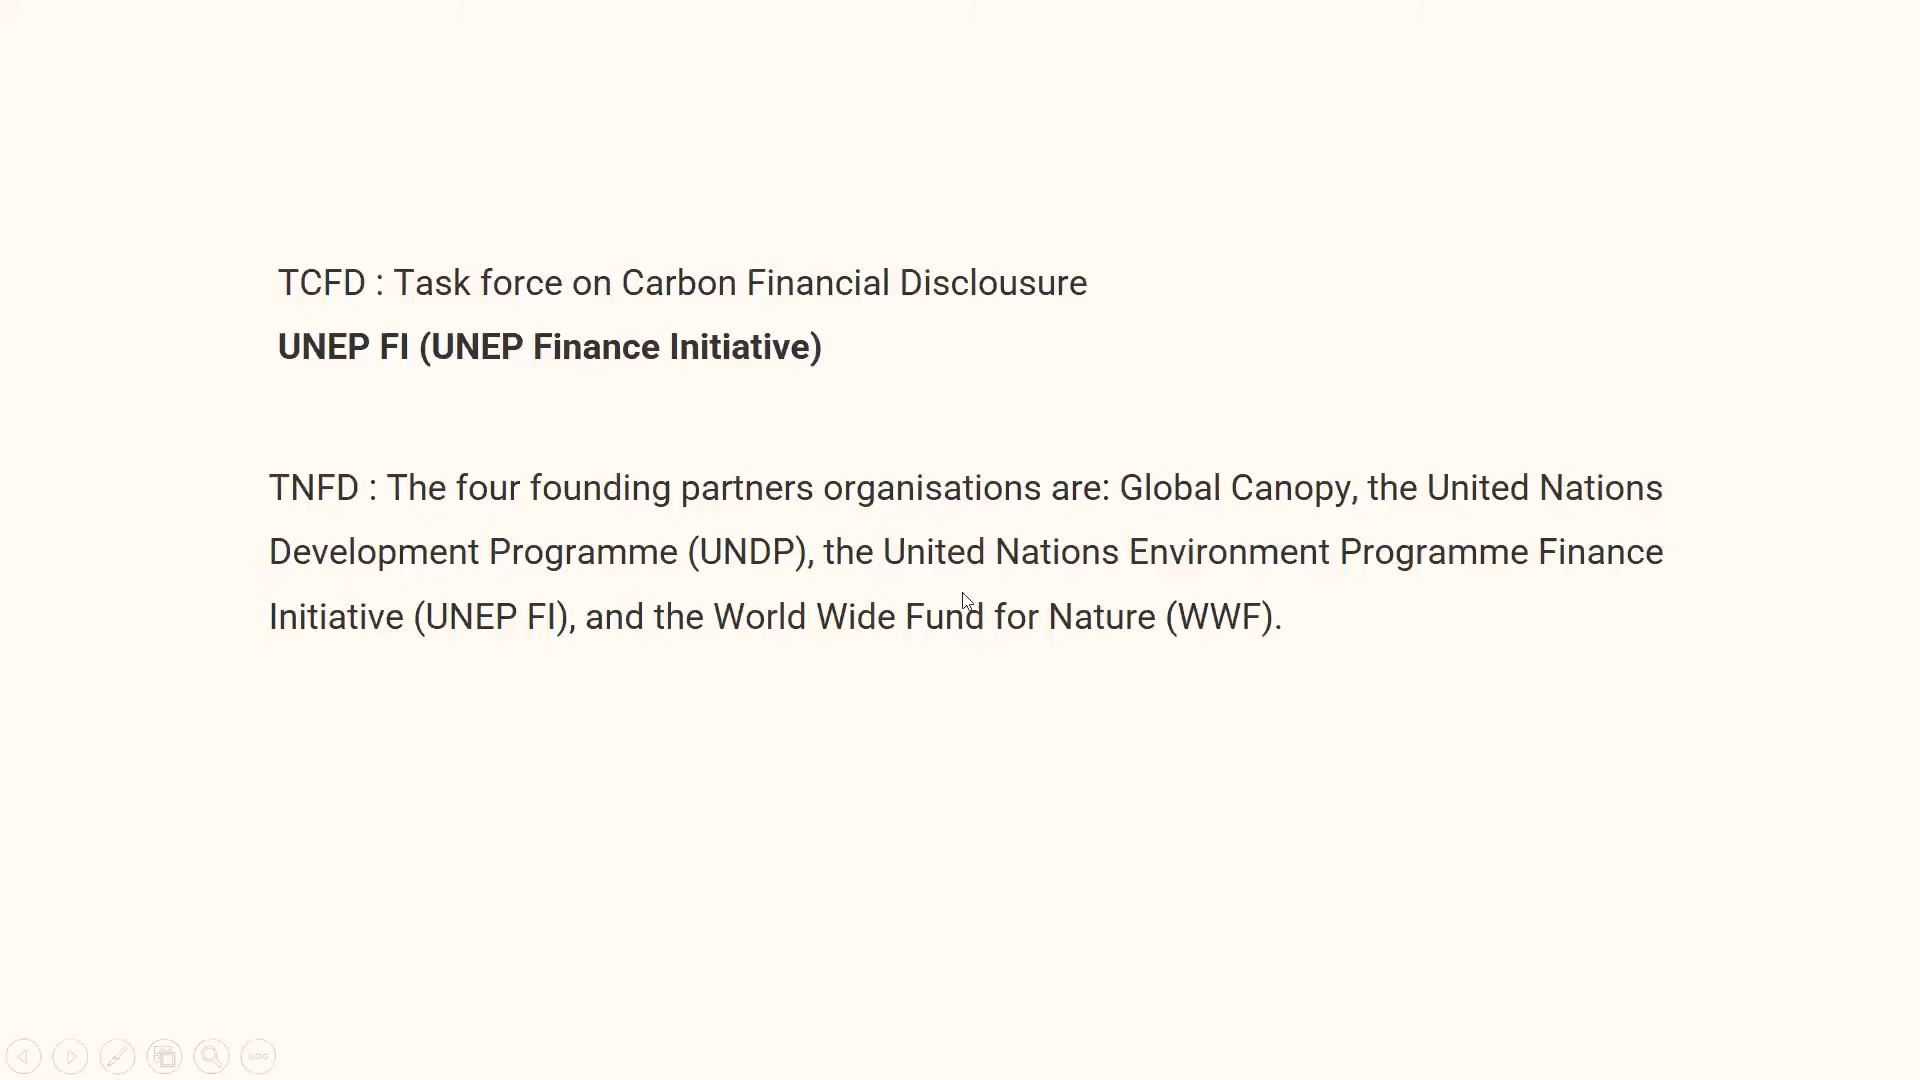 TCFD : Task force on Carbon Financial Disclousure
UNEP FI (UNEP Finance Initiative)
TNFD : The four founding partners organisations are: Global Canopy, the United Nations
Development Programme (UNDP), the United Nations Environment Programme Finance
Initiative (UNEP FI), and the World Wide Fund for Nature (WWF).